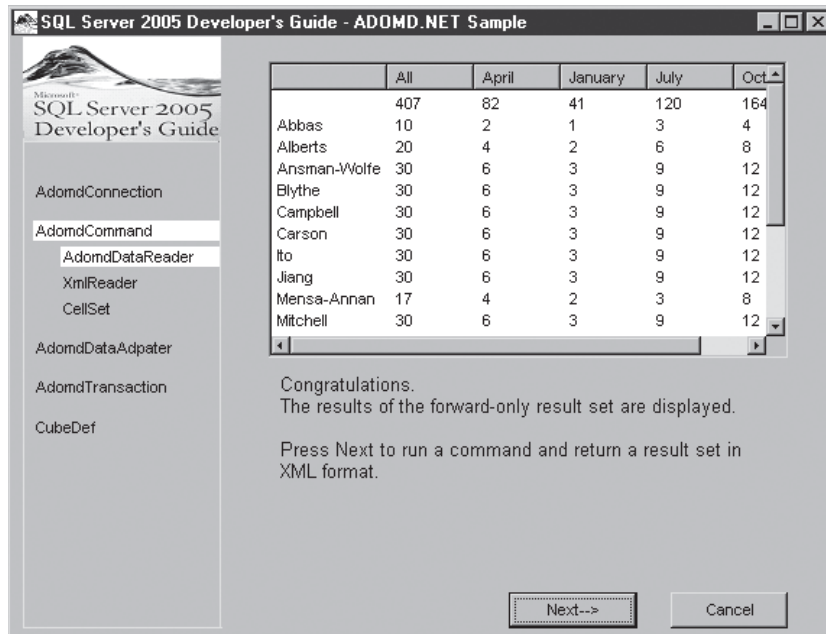 SQL Server 2005 Developer's Guide - ADOMD.NET Sample
Microsoft
SQL Server 2005
Developer's Guide
AdomdConnection
AdomdCommand
AdomdDataReader
XmlReader
CellSet
AdomdDataAdpater
AdomdTransaction
CubeDef
All April January July Oct
407 82 41 120 164
Abbas 10 2 1 3 4
Alberts 20 4 2 6 8
Ansman-Wolfe 30 6 3 9 12
Blythe 30 6 3 9 12
Campbell 30 6 3 9 12
Carson 30 6 3 9 12
Ito 30 6 3 9 12
Jiang 30 6 3 9 12
Mensa-Annan 17 4 2 3 8
Mitchell 30 6 3 9 12
Congratulations.
The results of the forward-only result set are displayed.
Press Next to run a command and return a result set in
XML format.
Next-->
Cancel